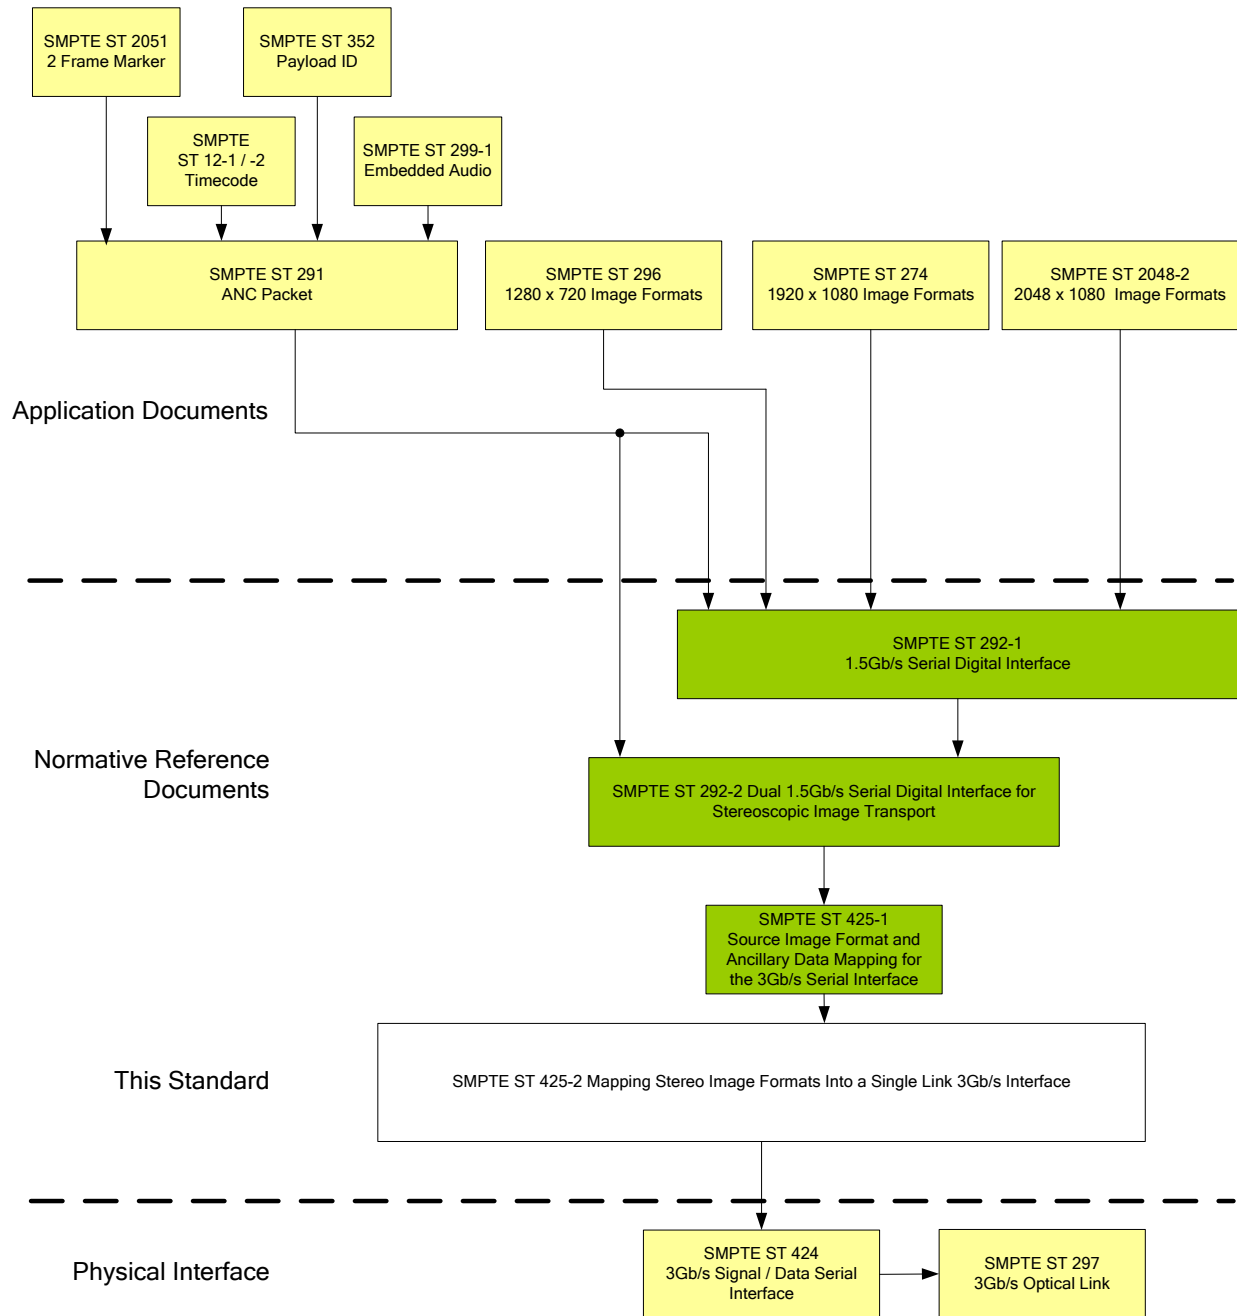 SMPTE ST 2051
2 Frame Marker
SMPTE ST 352
Payload ID
SMPTE
ST 12-1 / -2
Timecode
SMPTE ST 299-1
Embedded Audio
SMPTE ST 291
ANC Packet
SMPTE ST 296
1280 x 720 Image Formats
SMPTE ST 274
1920 x 1080 Image Formats
SMPTE ST 2048-2
2048 x 1080  Image Formats
Application Documents
SMPTE ST 292-1
1.5Gb/s Serial Digital Interface
Normative Reference
Documents
SMPTE ST 292-2 Dual 1.5Gb/s Serial Digital Interface for
Stereoscopic Image Transport
SMPTE ST 425-1
Source Image Format and
Ancillary Data Mapping for
the 3Gb/s Serial Interface
This Standard
SMPTE ST 425-2 Mapping Stereo Image Formats Into a Single Link 3Gb/s Interface
Physical Interface
SMPTE ST 424
3Gb/s Signal / Data Serial
Interface
SMPTE ST 297
3Gb/s Optical Link